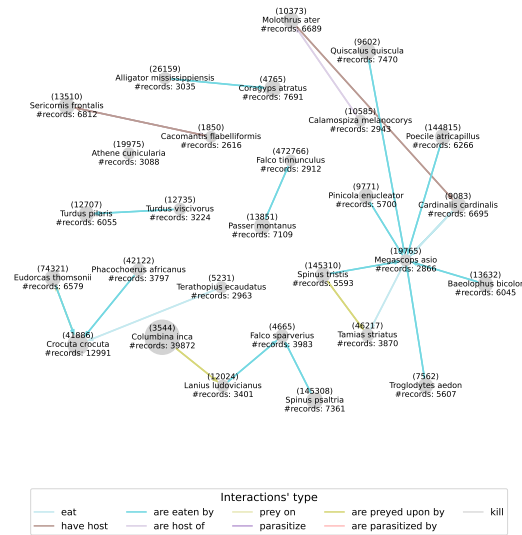 (10373)
Molothrus ater
#records: 6689
(9602)
Quiscalus quiscula
#records: 7470
(26159)
Alligator mississippiensis
#records: 3035
(4765)
Coragyps atratus
#records: 7691
(13510)
Sericornis frontalis
#records: 6812
(10585)
Calamospiza melanocorys
#records: 2943
(1850)
Cacomantis flabelliformis
#records: 2616
(144815)
Poecile atricapillus
#records: 6266
(19975)
Athene cunicularia
#records: 3088
(472766)
Falco tinnunculus
#records: 2912
(9771)
Pinicola enucleator
#records: 5700
(9083)
Cardinalis cardinalis
#records: 6695
(12707)
Turdus pilaris
#records: 6055
(12735)
Turdus viscivorus
#records: 3224
(13851)
Passer montanus
#records: 7109
(19765)
Megascops asio
#records: 2866
(74321)
Eudorcas thomsonii
#records: 6579
(42122)
Phacochoerus africanus
#records: 3797
(145310)
Spinus tristis
#records: 5593
(5231)
Terathopius ecaudatus
#records: 2963
(13632)
Baeolophus bicolor
#records: 6045
(41886)
Crocuta crocuta
#records: 12991
(3544)
Columbina inca
#records: 39872
(4665)
Falco sparverius
#records: 3983
(46217)
Tamias striatus
#records: 3870
(12024)
Lanius ludovicianus
#records: 3401
(145308)
Spinus psaltria
#records: 7361
(7562)
Troglodytes aedon
#records: 5607
Interactions' type
eat
are eaten by
prey on
are preyed upon by
kill
have host
are host of
parasitize
are parasitized by